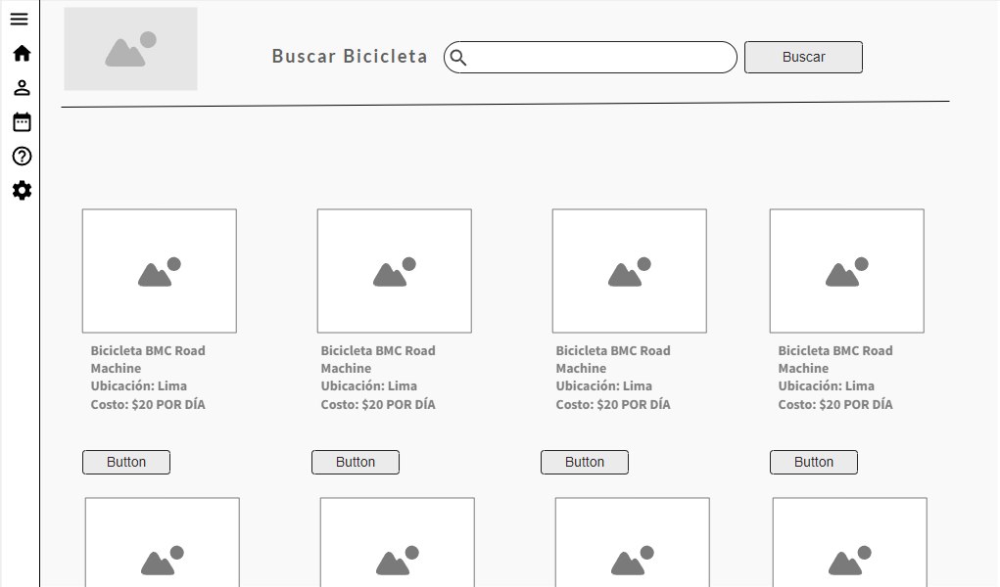 Buscar Bicicleta
Buscar
Bicicleta BMC Road
Machine
Ubicación: Lima
Costo: $20 POR DÍA
Button
Bicicleta BMC Road
Machine
Ubicación: Lima
Costo: $20 POR DÍA
Button
Bicicleta BMC Road
Machine
Ubicación: Lima
Costo: $20 POR DÍA
Button
Bicicleta BMC Road
Machine
Ubicación: Lima
Costo: $20 POR DÍA
Button